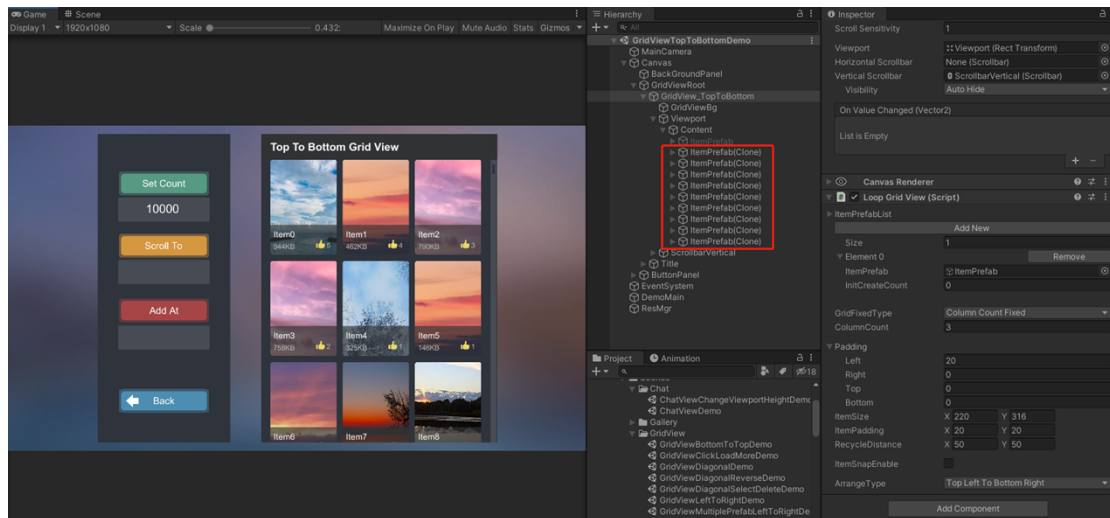 Game
Scene
Display 1
1920x1080
Scale
0.432:
Maximize On Play
Mute Audio
Stats
Gizmos
Top To Bottom Grid View
Set Count
10000
Scroll To
Add At
Back
Item0
944KB
5
Item1
462KB
4
Item2
790KB
3
Item3
758KB
2
Item4
325KB
1
Item5
146KB
1
Item6
Item7
Item8
Hierarchy
All
GridViewTopToBottomDemo
MainCamera
Canvas
BackGroundPanel
GridViewRoot
GridView_TopToBottom
GridViewBg
Viewport
Content
ItemPrefab
ItemPrefab(Clone)
ItemPrefab(Clone)
ItemPrefab(Clone)
ItemPrefab(Clone)
ItemPrefab(Clone)
ItemPrefab(Clone)
ItemPrefab(Clone)
ItemPrefab(Clone)
ItemPrefab(Clone)
ScrollbarVertical
Title
ButtonPanel
EventSystem
DemoMain
ResMgr
Project
Animation
18
Chat
ChatViewChangeViewportHeightDemo
ChatViewDemo
Gallery
GridView
GridViewBottomToTopDemo
GridViewClickLoadMoreDemo
GridViewDiagonalDemo
GridViewDiagonalReverseDemo
GridViewDiagonalSelectDeleteDemo
GridViewLeftToRightDemo
GridViewMultiplePrefabLeftToRightDe
Inspector
Scroll Sensitivity 1
Viewport Viewport (Rect Transform)
Horizontal Scrollbar None (Scrollbar)
Vertical Scrollbar ScrollbarVertical (Scrollbar)
Visibility Auto Hide
On Value Changed (Vector2)
List is Empty
Canvas Renderer
Loop Grid View (Script)
ItemPrefabList
Add New
Size 1
Element 0 Remove
ItemPrefab ItemPrefab
InitCreateCount 0
GridFixedType Column Count Fixed
ColumnCount 3
Padding
Left 20
Right 0
Top 0
Bottom 0
ItemSize X 220 Y 316
ItemPadding X 20 Y 20
RecycleDistance X 50 Y 50
ItemSnapEnable
ArrangeType Top Left To Bottom Right
Add Component